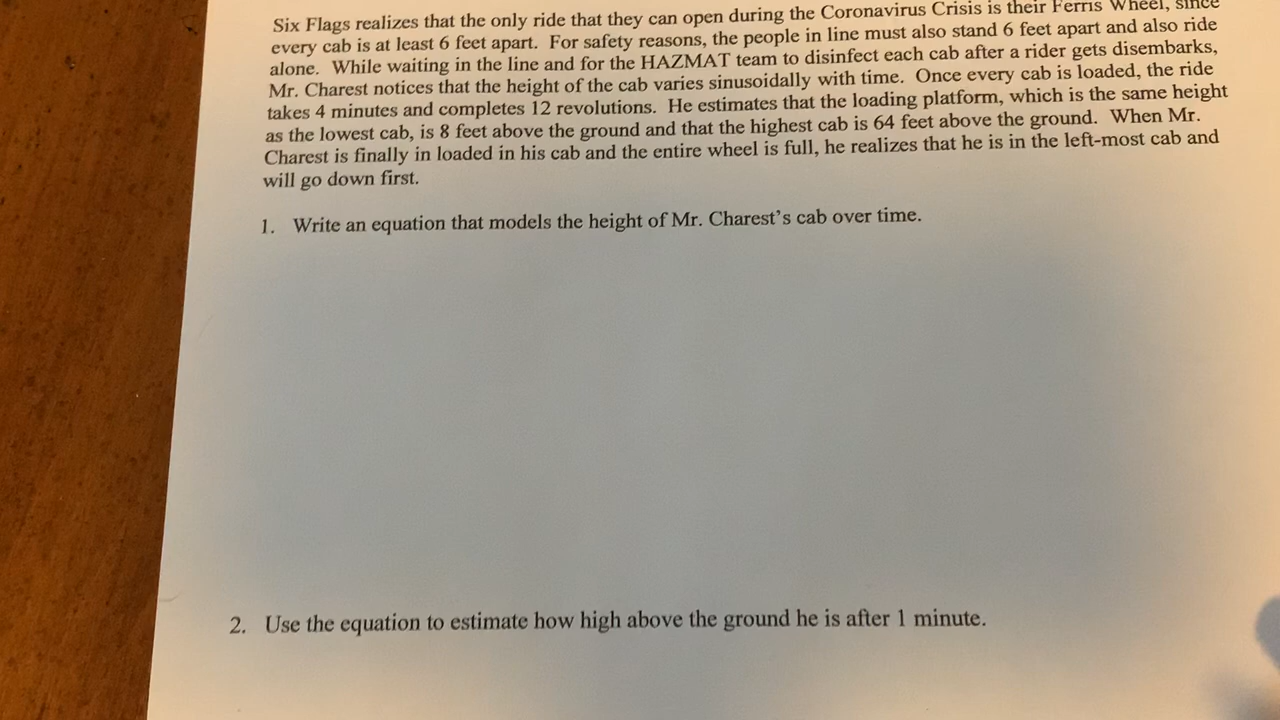 Six Flags realizes that the only ride that they can open during the Coronavirus Crisis is their Ferris Wheel, since
every cab is at least 6 feet apart. For safety reasons, the people in line must also stand 6 feet apart and also ride
alone. While waiting in the line and for the HAZMAT team to disinfect each cab after a rider gets disembarks,
Mr. Charest notices that the height of the cab varies sinusoidally with time. Once every cab is loaded, the ride
takes 4 minutes and completes 12 revolutions. He estimates that the loading platform, which is the same height
as the lowest cab, is 8 feet above the ground and that the highest cab is 64 feet above the ground. When Mr.
Charest is finally in loaded in his cab and the entire wheel is full, he realizes that he is in the left-most cab and
will go down first.
1. Write an equation that models the height of Mr. Charest's cab over time.
2. Use the equation to estimate how high above the ground he is after 1 minute.